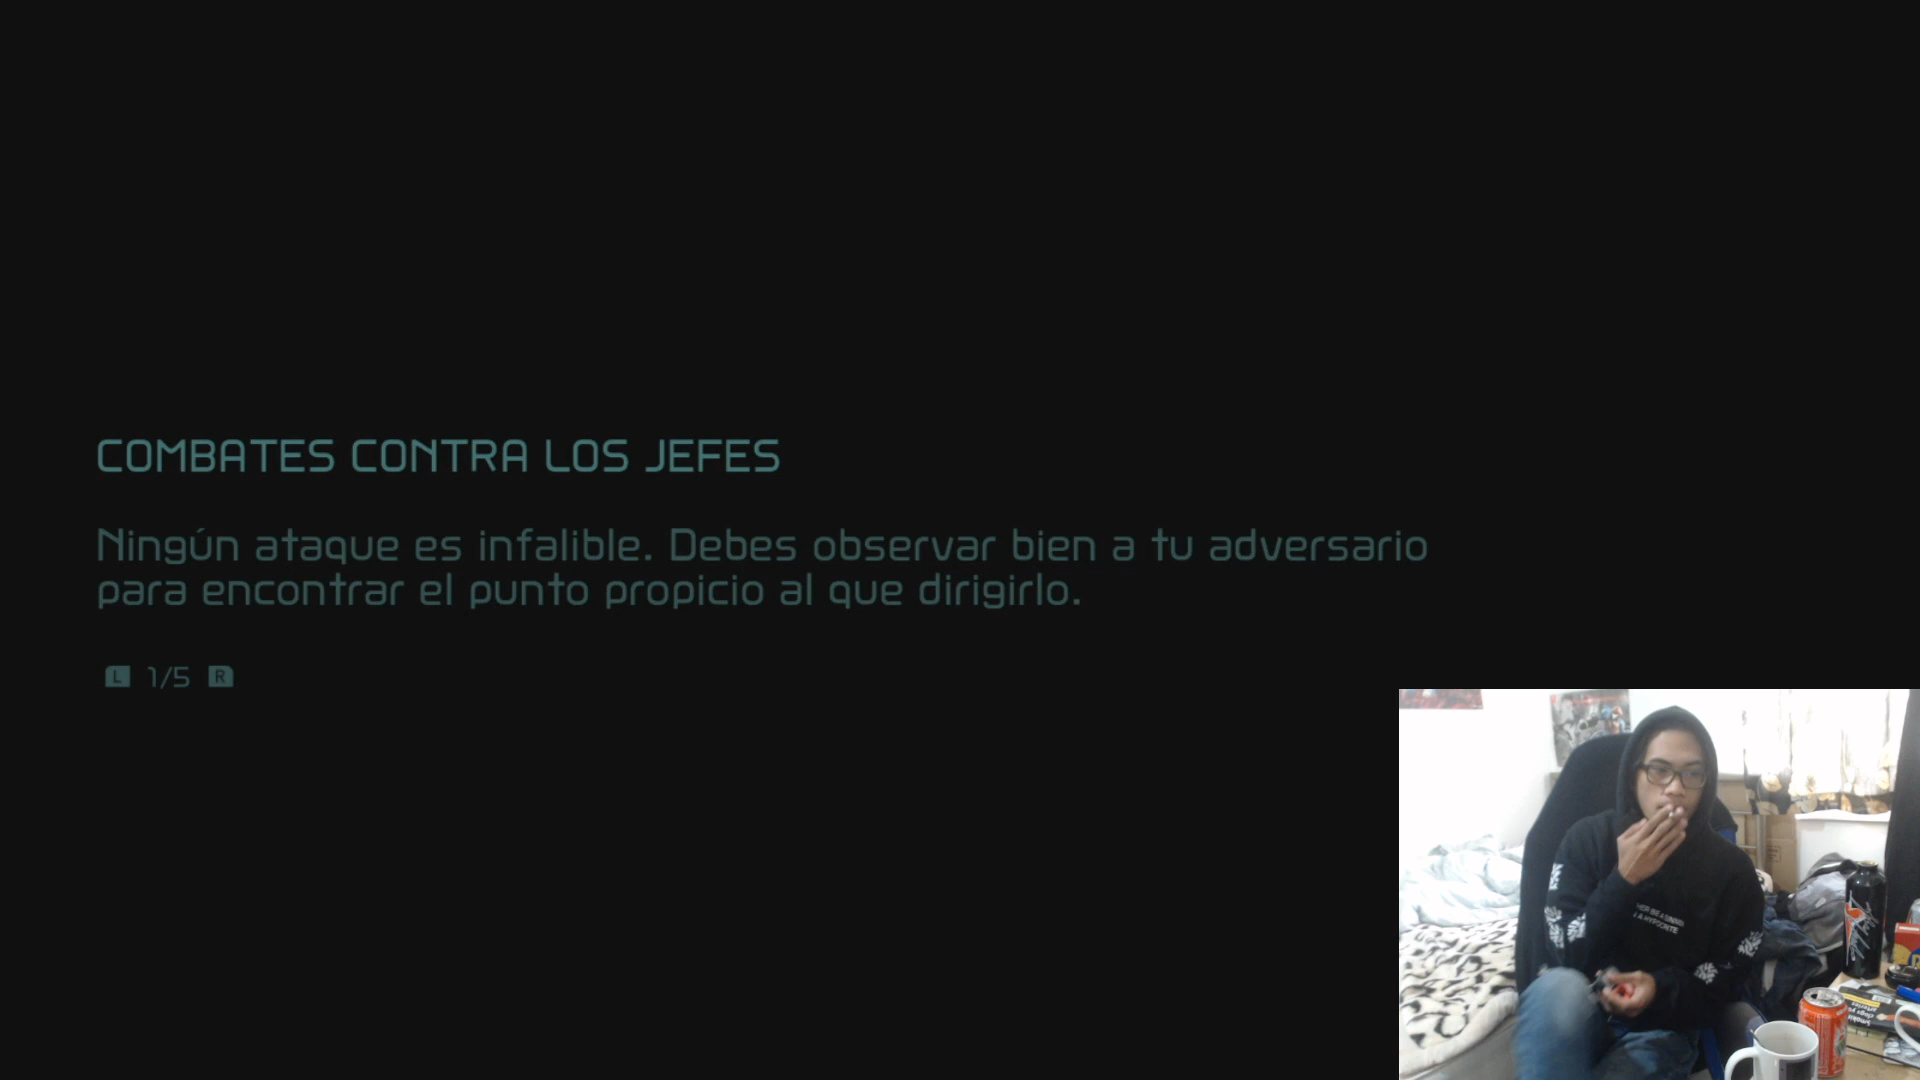 COMBATES CONTRA LOS JEFES
Ningún ataque es infalible. Debes observar bien a tu adversario
para encontrar el punto propicio al que dirigirlo.
L 1/5 R